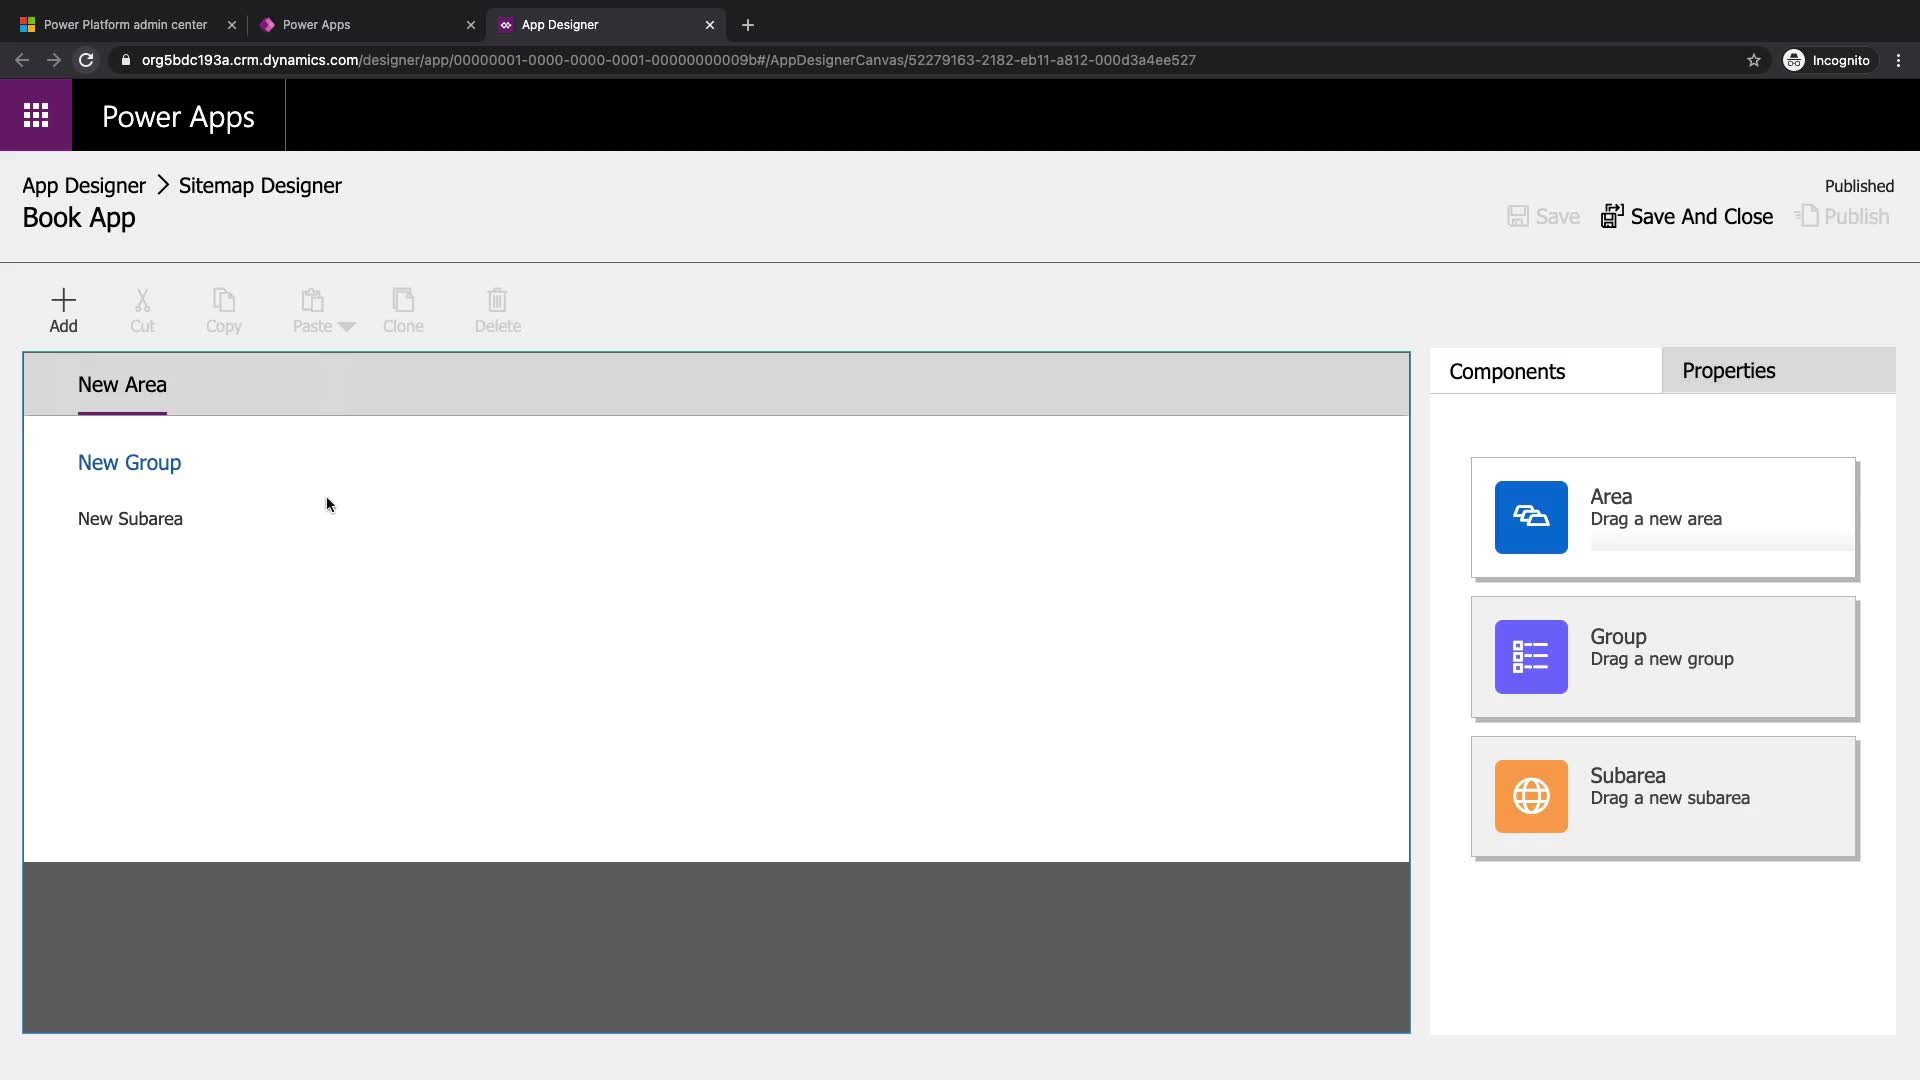 Power Platform admin center
Power Apps
App Designer
org5bdc193a.crm.dynamics.com/designer/app/00000001-0000-0000-0001-00000000009b#/AppDesignerCanvas/52279163-2182-eb11-a812-000d3a4ee527
Incognito
Power Apps
App Designer > Sitemap Designer
Book App
Published
Save
Save And Close
Publish
Add
Cut
Copy
Paste
Clone
Delete
New Area
New Group
New Subarea
Components
Properties
Area
Drag a new area
Group
Drag a new group
Subarea
Drag a new subarea